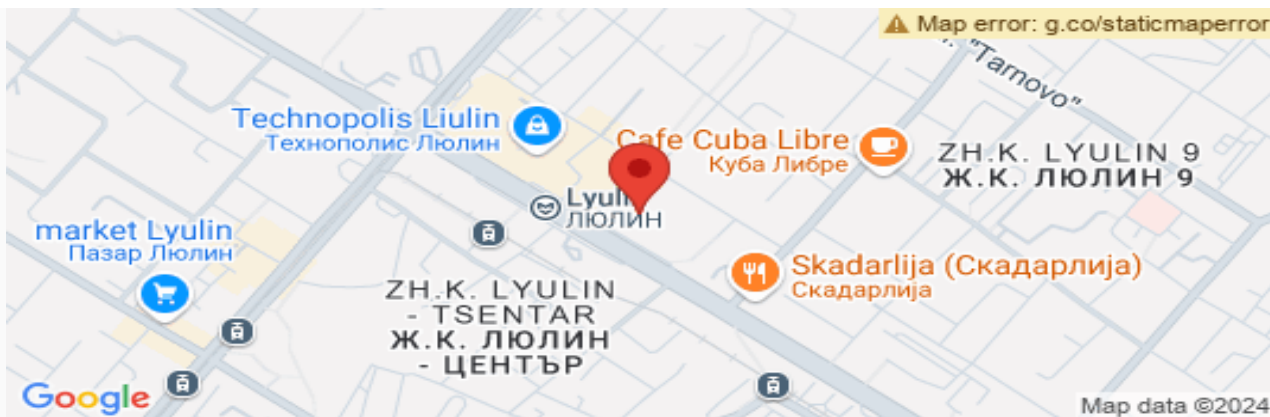 Map error: g.co/staticmaperror
"Tarnovo"
Technopolis Liulin
Технополис Люлин
Cafe Cuba Libre
Куба Либре
ZH.K. LYULIN 9
Ж.К. ЛЮЛИН 9
Lyulin
ЛЮЛИН
market Lyulin
Пазар Люлин
Skadarlija (Скадарлија)
Скадарлија
ZH.K. LYULIN
- TSENTAR
Ж.К. ЛЮЛИН
- ЦЕНТЪР
Google
Map data ©2024